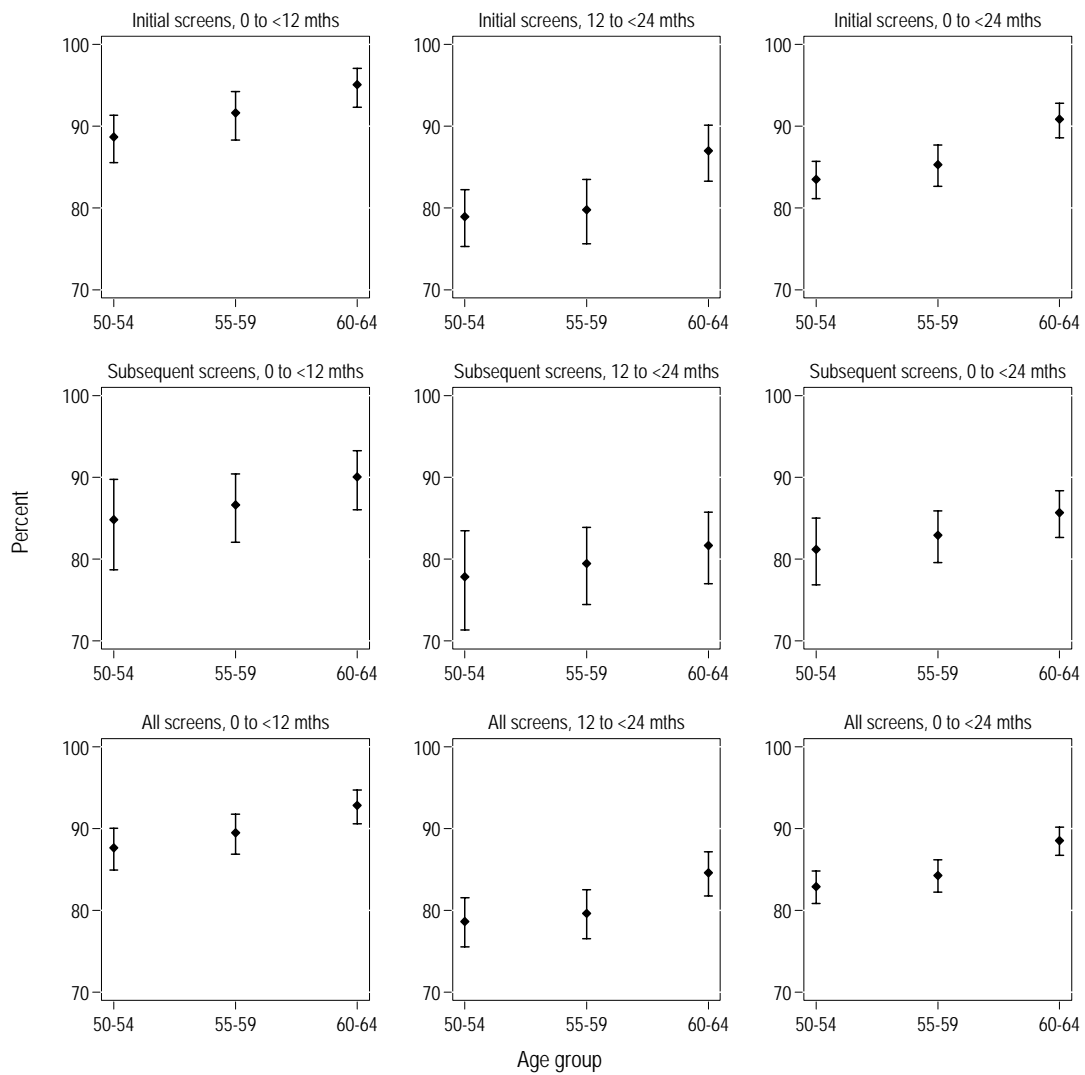 Initial screens, 0 to <12 mths
Initial screens, 12 to <24 mths
Initial screens, 0 to <24 mths
100
90
80
70
50-54 55-59 60-64
100
90
80
70
50-54 55-59 60-64
100
90
80
70
50-54 55-59 60-64
Subsequent screens, 0 to <12 mths
Subsequent screens, 12 to <24 mths
Subsequent screens, 0 to <24 mths
Percent
100
90
80
70
50-54 55-59 60-64
100
90
80
70
50-54 55-59 60-64
100
90
80
70
50-54 55-59 60-64
All screens, 0 to <12 mths
All screens, 12 to <24 mths
All screens, 0 to <24 mths
100
90
80
70
50-54 55-59 60-64
100
90
80
70
50-54 55-59 60-64
100
90
80
70
50-54 55-59 60-64
Age group